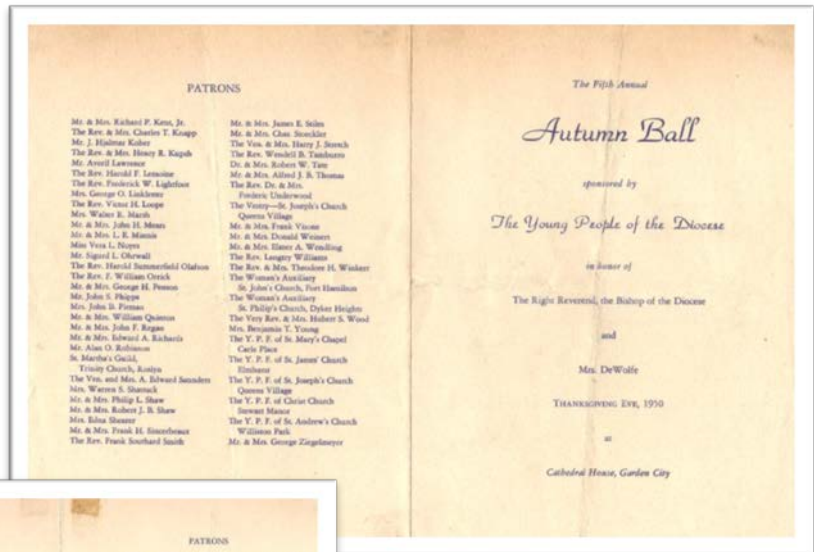 PATRONS
Mr. & Mrs. Richard P. Kent, Jr.
The Rev. & Mrs. Charles T. Knapp
Mr. J. Hjalmar Kober
The Rev. & Mrs. Henry R. Kupsh
Mr. Averil Lawrence
The Rev. Harold F. Lemoine
The Rev. Frederick W. Lightfoot
Mrs. George O. Linkletter
The Rev. Victor H. Loope
Mrs. Walter E. Marsh
Mr. & Mrs. John H. Mears
Mr. & Mrs. L. E. Minnis
Miss Vera L. Noyes
Mr. Sigurd L. Ohrwall
The Rev. Harold Summerfield Olafson
The Rev. F. William Orrick
Mr. & Mrs. George H. Penson
Mr. John S. Phipps
Mrs. John B. Pitman
Mr. & Mrs. William Quinton
Mr. & Mrs. John F. Regan
Mr. & Mrs. Edward A. Richards
Mr. Alan O. Robinson
St. Martha's Guild,
Trinity Church, Roslyn
The Ven. and Mrs. A. Edward Saunders
Mrs. Warren S. Shattuck
Mr. & Mrs. Philip L. Shaw
Mr. & Mrs. Robert J. B. Shaw
Mrs. Edna Shuster
Mr. & Mrs. Frank H. Sincerbeaux
The Rev. Frank Southard Smith
Mr. & Mrs. James E. Stiles
Mr. & Mrs. Chas. Stoeckler
The Ven. & Mrs. Harry J. Stretch
The Rev. Wendell B. Tamburro
Dr. & Mrs. Robert W. Tate
Mr. & Mrs. Alfred J. B. Thomas
The Rev. Dr. & Mrs.
Frederic Underwood
The Vestry—St. Joseph's Church
Queens Village
Mr. & Mrs. Frank Visone
Mr. & Mrs. Donald Weinert
Mr. & Mrs. Elmer A. Wendling
The Rev. Langtry Williams
The Rev. & Mrs. Theodore H. Winkert
The Woman's Auxiliary
St. John's Church, Fort Hamilton
The Woman's Auxiliary
St. Philip's Church, Dyker Heights
The Very Rev. & Mrs. Hubert S. Wood
Mrs. Benjamin T. Young
The Y. P. F. of St. Mary's Chapel
Carle Place
The Y. P. F. of St. James' Church
Elmhurst
The Y. P. F. of St. Joseph's Church
Queens Village
The Y. P. F. of Christ Church
Stewart Manor
The Y. P. F. of St. Andrew's Church
Williston Park
Mr. & Mrs. George Ziegelmeyer
The Fifth Annual
Autumn Ball
sponsored by
The Young People of the Diocese
in honor of
The Right Reverend, the Bishop of the Diocese
and
Mrs. DeWolfe
THANKSGIVING EVE, 1950
at
Cathedral House, Garden City
PATRONS